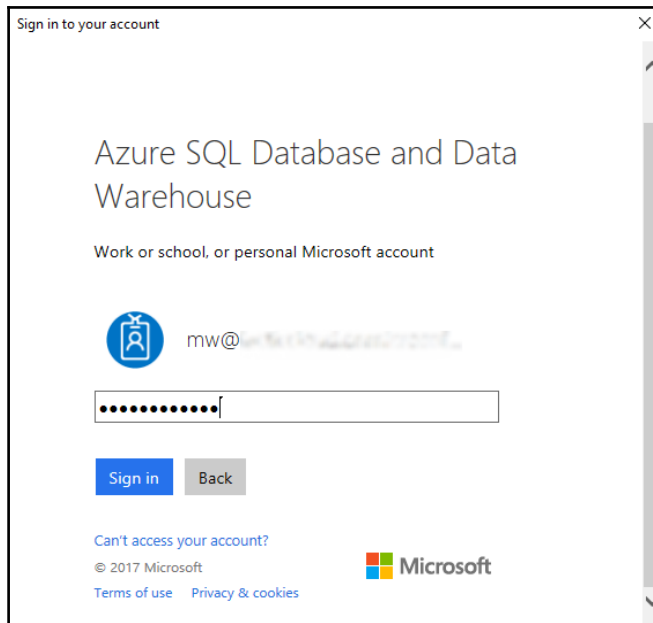 Sign in to your account
Azure SQL Database and Data
Warehouse
Work or school, or personal Microsoft account
mw@
Sign in Back
Can't access your account?
© 2017 Microsoft
Microsoft
Terms of use Privacy & cookies